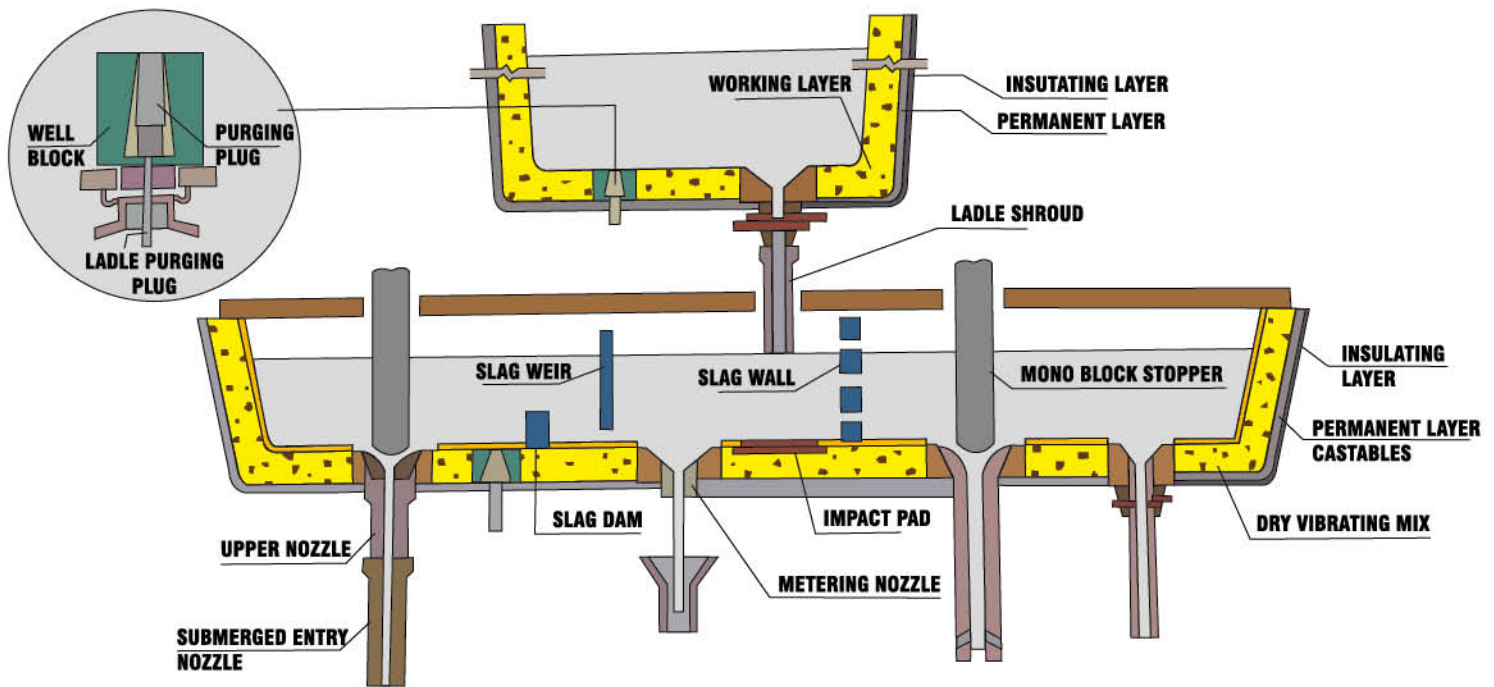 WELL
BLOCK
PURGING
PLUG
LADLE PURGING
PLUG
WORKING LAYER
INSUTATING LAYER
PERMANENT LAYER
LADLE SHROUD
SLAG WEIR
SLAG WALL
MONO BLOCK STOPPER
INSULATING
LAYER
PERMANENT LAYER
CASTABLES
SLAG DAM
IMPACT PAD
DRY VIBRATING MIX
UPPER NOZZLE
METERING NOZZLE
SUBMERGED ENTRY
NOZZLE